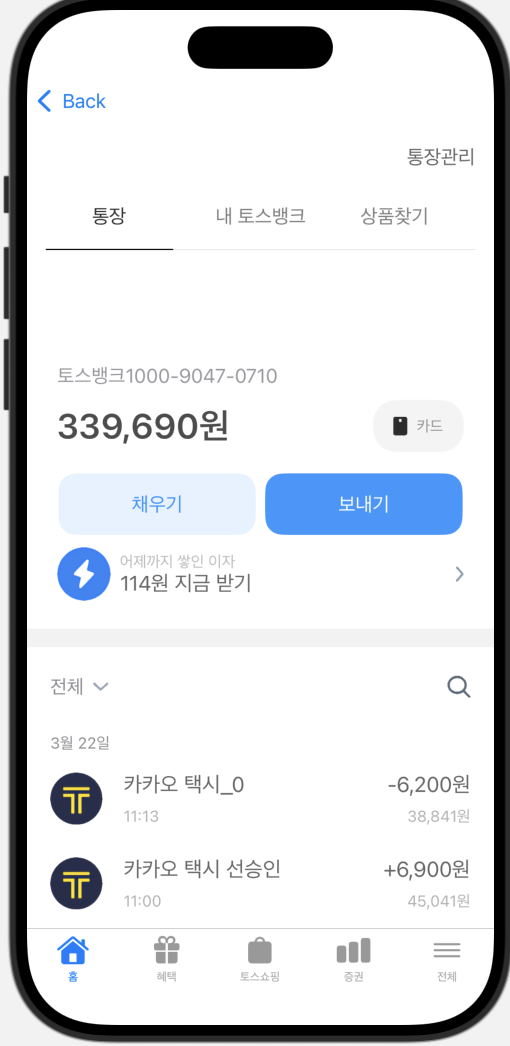 Back
통장관리
통장 내 토스뱅크 상품찾기
토스뱅크1000-9047-0710
339,690원
카드
채우기 보내기
어제까지 쌓인 이자
114원 지금 받기
전체
3월 22일
카카오 택시_0 -6,200원
11:13 38,841원
카카오 택시 선승인 +6,900원
11:00 45,041원
홈 혜택 토스쇼핑 증권 전체